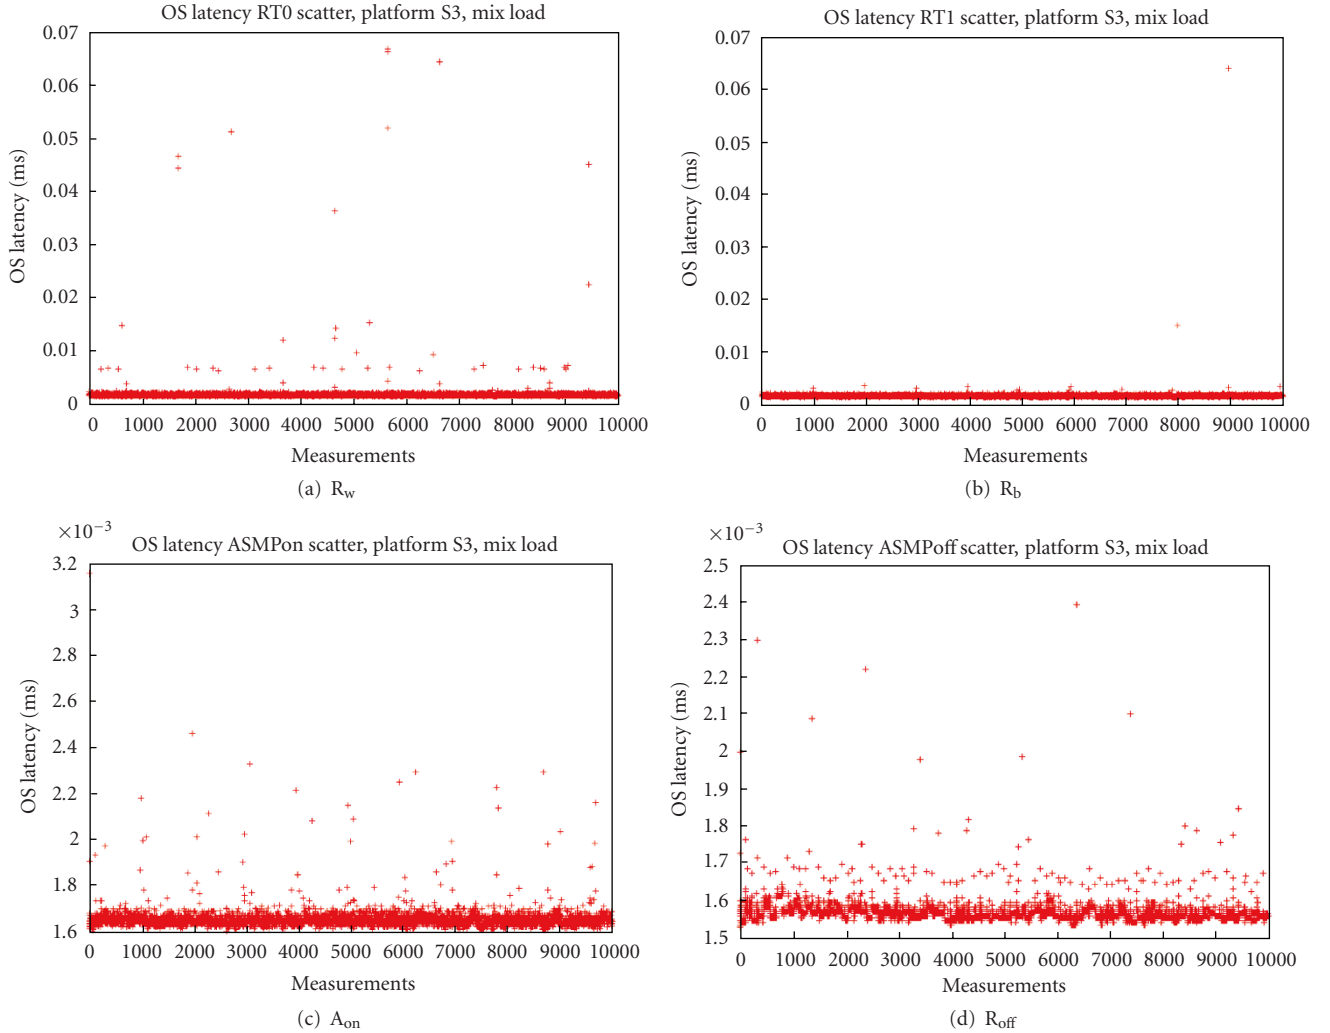 OS latency RT0 scatter, platform S3, mix load
OS latency (ms)
0.07
0.06
0.05
0.04
0.03
0.02
0.01
0
0 1000 2000 3000 4000 5000 6000 7000 8000 9000 10000
Measurements
(a) Rw
OS latency RT1 scatter, platform S3, mix load
OS latency (ms)
0.07
0.06
0.05
0.04
0.03
0.02
0.01
0
0 1000 2000 3000 4000 5000 6000 7000 8000 9000 10000
Measurements
(b) Rb
×10−3
OS latency ASMPon scatter, platform S3, mix load
OS latency (ms)
3.2
3
2.8
2.6
2.4
2.2
2
1.8
1.6
0 1000 2000 3000 4000 5000 6000 7000 8000 9000 10000
Measurements
(c) Aon
×10−3
OS latency ASMPoff scatter, platform S3, mix load
OS latency (ms)
2.5
2.4
2.3
2.2
2.1
2
1.9
1.8
1.7
1.6
1.5
0 1000 2000 3000 4000 5000 6000 7000 8000 9000 10000
Measurements
(d) Roff